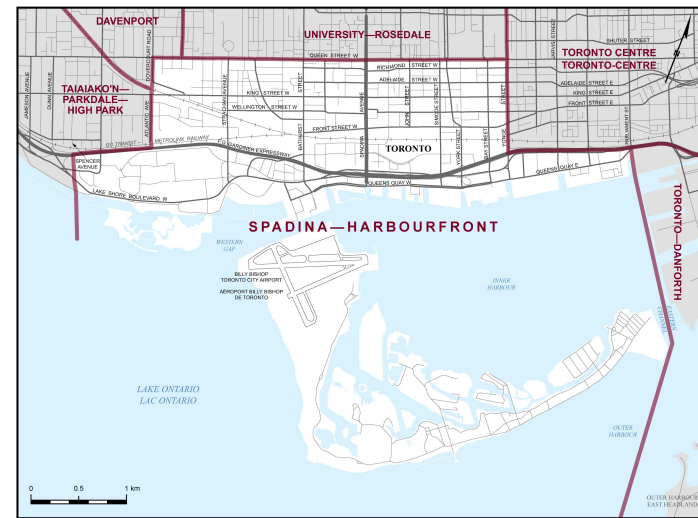 DAVENPORT
UNIVERSITY—ROSEDALE
TORONTO CENTRE
TORONTO-CENTRE
TAIAIAKO'N—
PARKDALE—
HIGH PARK
JAMESON AVENUE
DUNN AVENUE
DOVERCOURT ROAD
ATLANTIC AVE
QUEEN STREET W
RICHMOND STREET W
ADELAIDE STREET W
KING STREET W
WELLINGTON STREET W
FRONT STREET W
STRACHAN AVENUE
BATHURST STREET
SPADINA AVENUE
JOHN STREET
SIMCOE STREET
YORK STREET
BAY STREET
YONGE STREET
JARVIS STREET
SHUTER STREET
ADELAIDE STREET E
KING STREET E
FRONT STREET E
PARLIAMENT ST
N
GO TRANSIT
METROLINX RAILWAY
F.G. GARDINER EXPRESSWAY
TORONTO
SPENCER
AVENUE
LAKE SHORE BOULEVARD W
QUEENS QUAY W
QUEENS QUAY E
SPADINA—HARBOURFRONT
TORONTO—DANFORTH
WESTERN
GAP
BILLY BISHOP
TORONTO CITY AIRPORT
AÉROPORT BILLY BISHOP
DE TORONTO
INNER
HARBOUR
EASTERN
CHANNEL
LAKE ONTARIO
LAC ONTARIO
OUTER
HARBOUR
OUTER HARBOUR
EAST HEADLAND
0 0.5 1 km